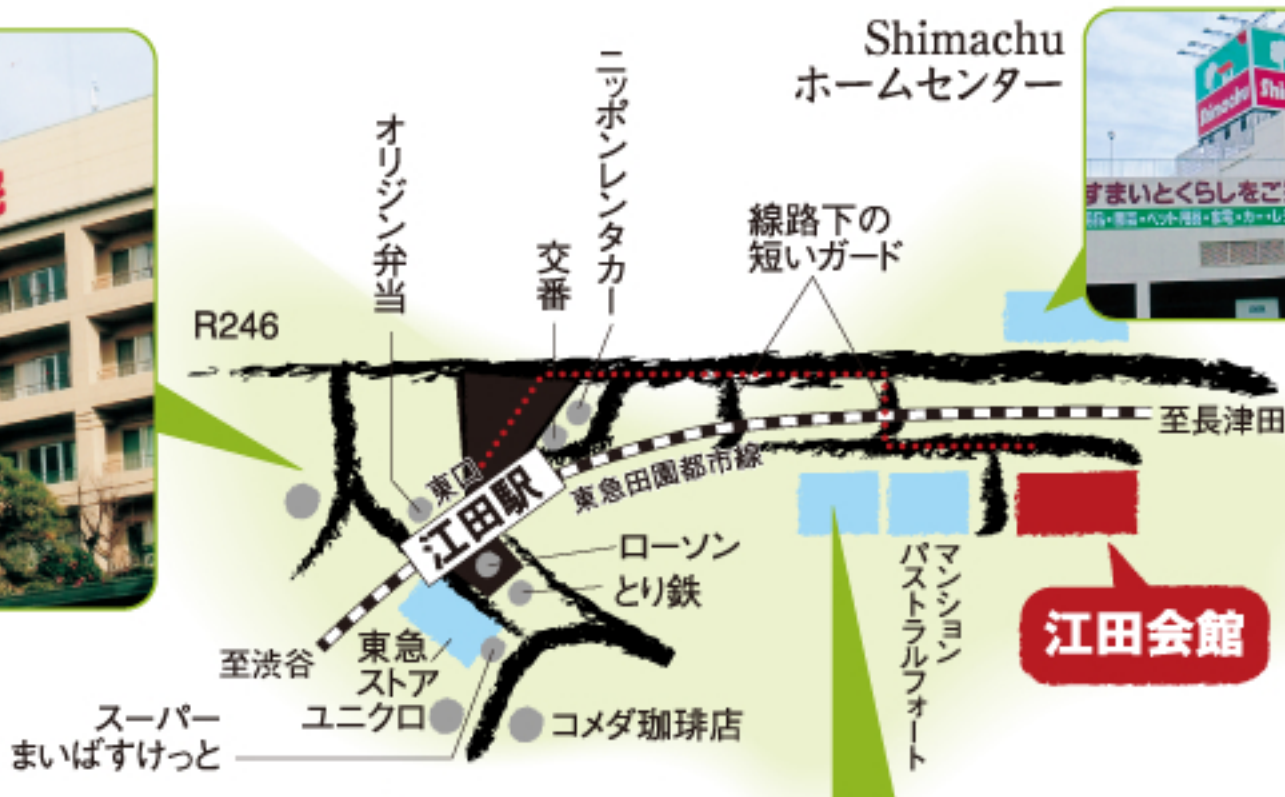 Shimachu
ホームセンター
Shimachu
すまいとくらしをご
ニッポンレンタカー
オリジン弁当
交番
線路下の
短いガード
R246
至長津田
東口
江田駅
東急田園都市線
ローソン
とり鉄
マンション
パストラルフォート
江田会館
至渋谷
東急
ストア
ユニクロ
コメダ珈琲店
スーパー
まいばすけっと